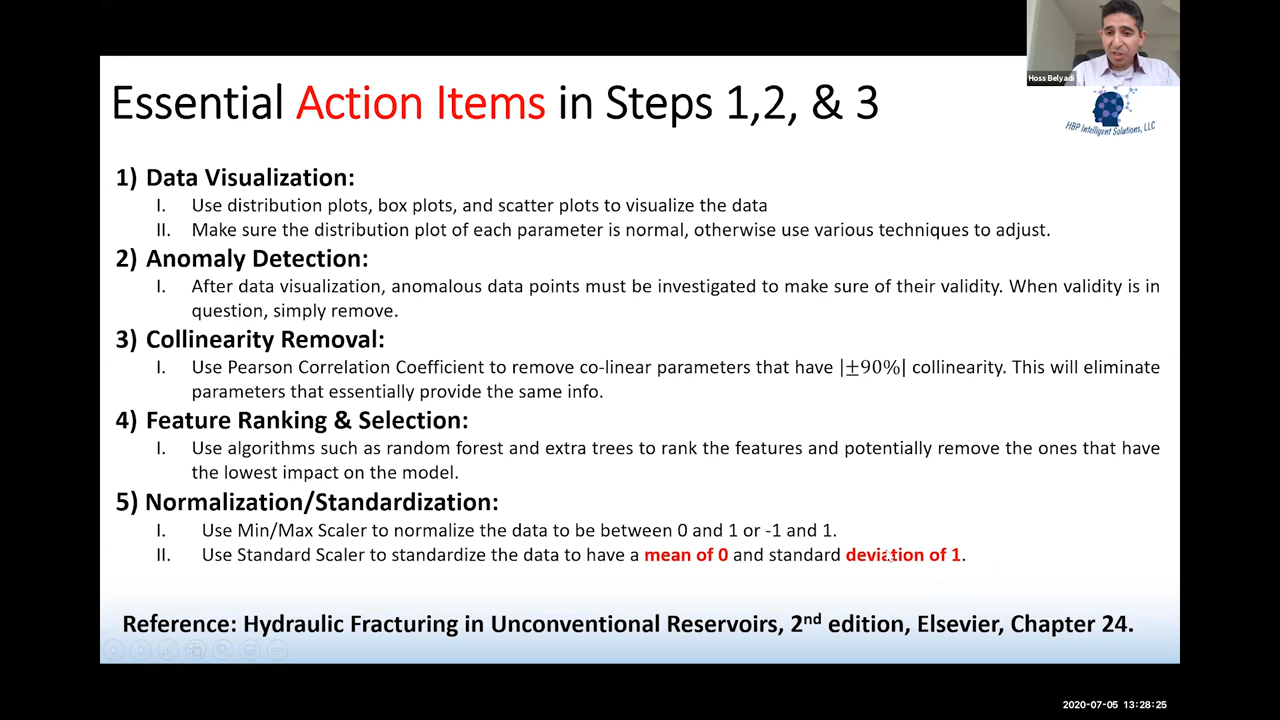 Hoss Belyadi
Essential Action Items in Steps 1,2, & 3
HBP Intelligent Solutions, LLC
1) Data Visualization:
I. Use distribution plots, box plots, and scatter plots to visualize the data
II. Make sure the distribution plot of each parameter is normal, otherwise use various techniques to adjust.
2) Anomaly Detection:
I. After data visualization, anomalous data points must be investigated to make sure of their validity. When validity is in
question, simply remove.
3) Collinearity Removal:
I. Use Pearson Correlation Coefficient to remove co-linear parameters that have |±90%| collinearity. This will eliminate
parameters that essentially provide the same info.
4) Feature Ranking & Selection:
I. Use algorithms such as random forest and extra trees to rank the features and potentially remove the ones that have
the lowest impact on the model.
5) Normalization/Standardization:
I. Use Min/Max Scaler to normalize the data to be between 0 and 1 or -1 and 1.
II. Use Standard Scaler to standardize the data to have a mean of 0 and standard deviation of 1.
Reference: Hydraulic Fracturing in Unconventional Reservoirs, 2nd edition, Elsevier, Chapter 24.
2020-07-05 13:28:25